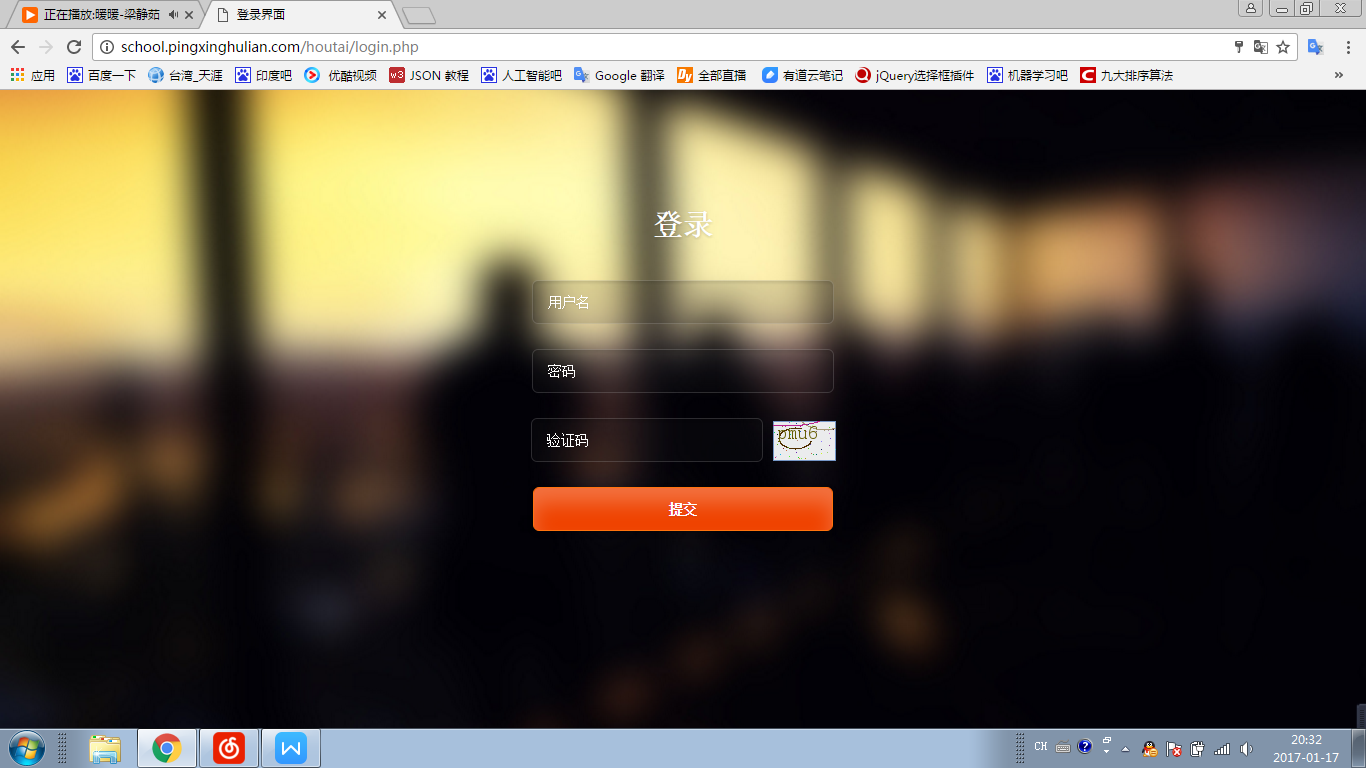 正在播放:暖暖-梁静茹
登录界面
school.pingxinghulian.com/houtai/login.php
应用 百度一下 台湾_天涯 印度吧 优酷视频 w3 JSON 教程 人工智能吧 Google 翻译 Dy 全部直播 有道云笔记 jQuery选择框插件 机器学习吧 C 九大排序算法 »
登录
用户名
密码
验证码 pmu6
提交
CH 20:32
2017-01-17